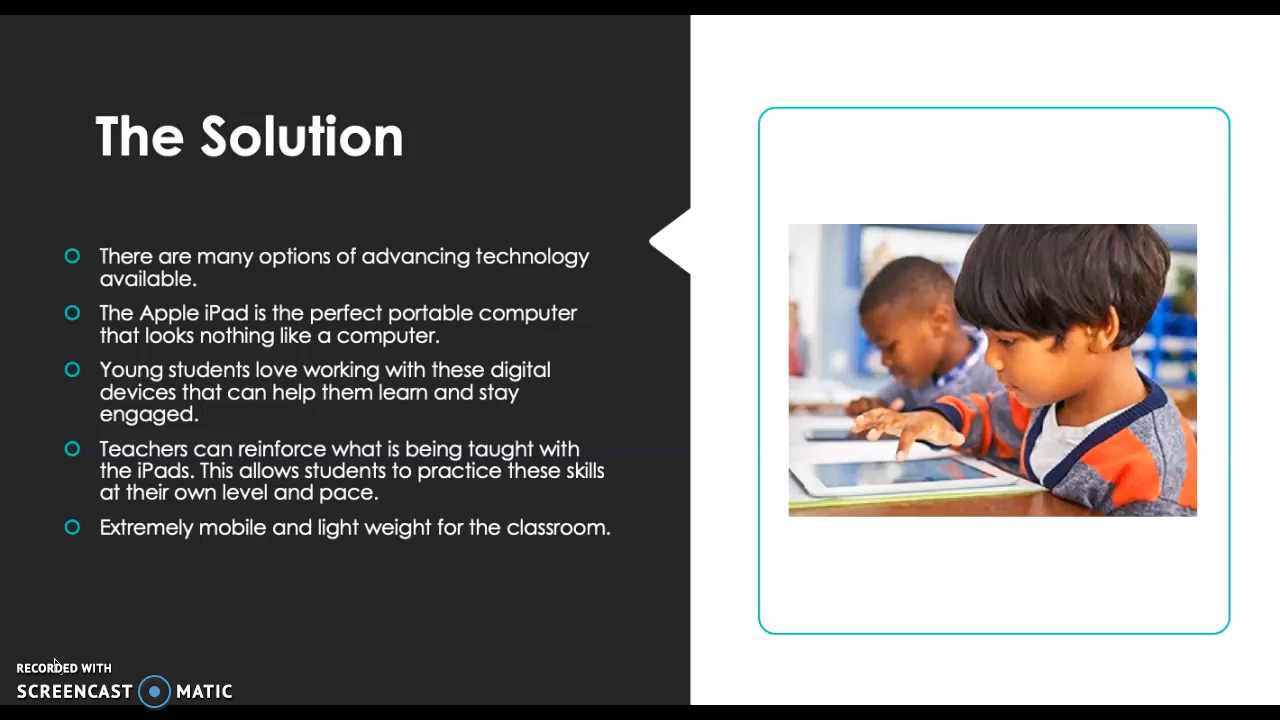 The Solution
There are many options of advancing technology
available.
The Apple iPad is the perfect portable computer
that looks nothing like a computer.
Young students love working with these digital
devices that can help them learn and stay
engaged.
Teachers can reinforce what is being taught with
the iPads. This allows students to practice these skills
at their own level and pace.
Extremely mobile and light weight for the classroom.
RECORDED WITH
SCREENCAST MATIC